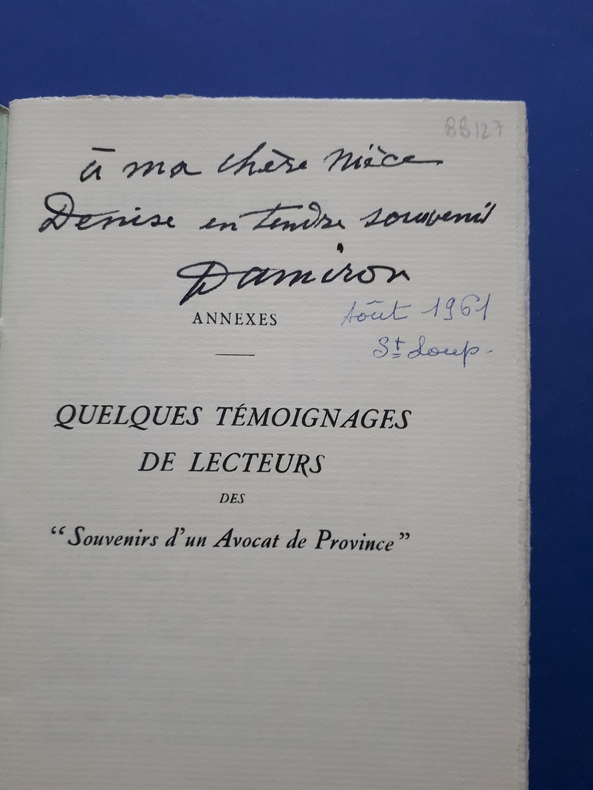 BB127
à ma chère nièce
Denise en tendre souvenir
Damiron
Août 1961
St Loup.
ANNEXES
QUELQUES TÉMOIGNAGES
DE LECTEURS
DES
“Souvenirs d’un Avocat de Province”